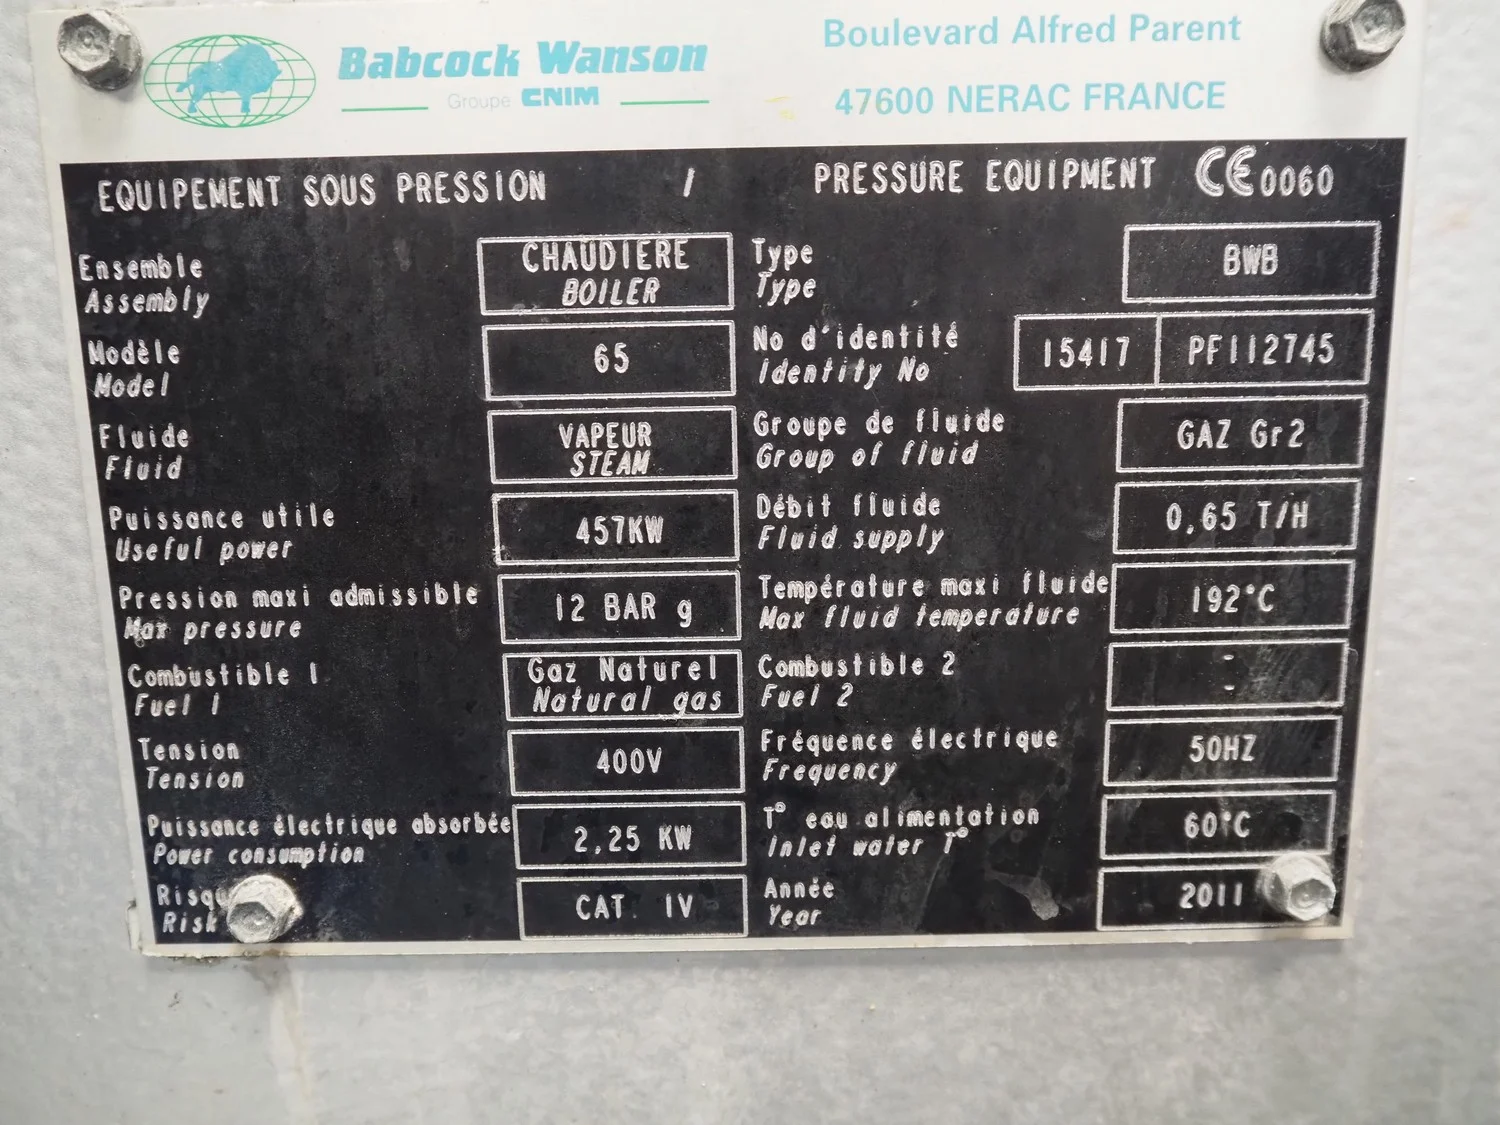 Babcock Wanson
Groupe CNIM
Boulevard Alfred Parent
47600 NERAC FRANCE
EQUIPEMENT SOUS PRESSION / PRESSURE EQUIPMENT CE 0060
Ensemble
Assembly
CHAUDIERE
BOILER
Type
Type
BWB
Modèle
Model
65
No d'identité
Identity No
15417 PF112745
Fluide
Fluid
VAPEUR
STEAM
Groupe de fluide
Group of fluid
GAZ Gr2
Puissance utile
Useful power
457KW
Débit fluide
Fluid supply
0,65 T/H
Pression maxi admissible
Max pressure
12 BAR g
Température maxi fluide
Max fluid temperature
192°C
Combustible 1
Fuel 1
Gaz Naturel
Natural gas
Combustible 2
Fuel 2
-
-
Tension
Tension
400V
Fréquence électrique
Frequency
50HZ
Puissance électrique absorbée
Power consumption
2,25 KW
T° eau alimentation
Inlet water T°
60°C
Risk
CAT. IV
Année
Year
2011